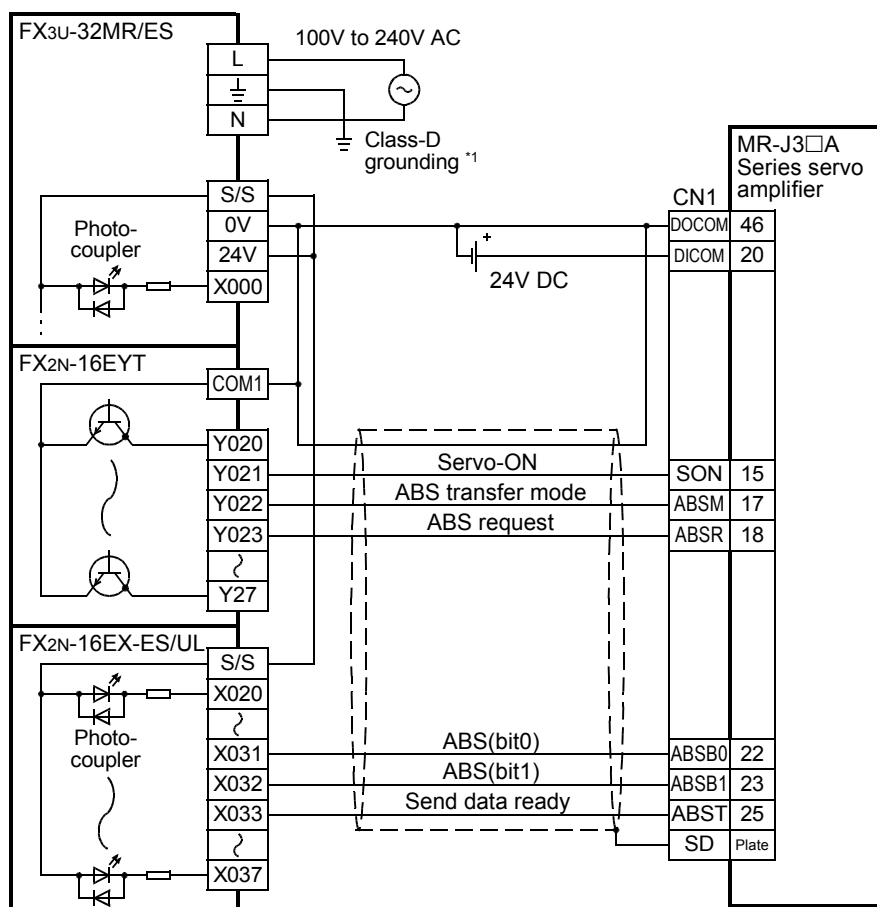 FX3U-32MR/ES
100V to 240V AC
L
N
Class-D
grounding *1
MR-J3□A
Series servo
amplifier
CN1
S/S
0V
24V
X000
Photo-
coupler
+
24V DC
DOCOM 46
DICOM 20
FX2N-16EYT
COM1
Y020
Y021 Servo-ON SON 15
Y022 ABS transfer mode ABSM 17
Y023 ABS request ABSR 18
Y27
FX2N-16EX-ES/UL
S/S
X020
Photo-
coupler
X031 ABS(bit0) ABSB0 22
X032 ABS(bit1) ABSB1 23
X033 Send data ready ABST 25
SD Plate
X037